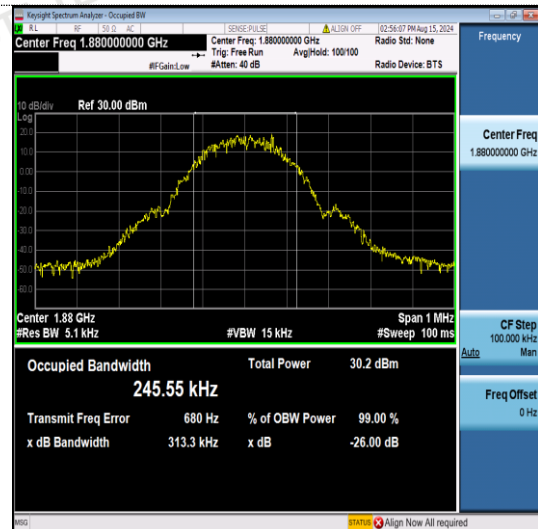 Keysight Spectrum Analyzer - Occupied BW
RL RF 50 Ω AC SENSE:PULSE ALIGN OFF 02:56:07 PM Aug 15, 2024
Center Freq 1.880000000 GHz
Center Freq: 1.880000000 GHz Radio Std: None
Trig: Free Run Avg|Hold: 100/100
#IFGain:Low #Atten: 40 dB Radio Device: BTS
Frequency
10 dB/div Ref 30.00 dBm
Log
20.0
10.0
0.00
-10.0
-20.0
-30.0
-40.0
-50.0
-60.0
Center 1.88 GHz Span 1 MHz
#Res BW 5.1 kHz #VBW 15 kHz #Sweep 100 ms
Occupied Bandwidth Total Power 30.2 dBm
245.55 kHz
Transmit Freq Error 680 Hz % of OBW Power 99.00 %
x dB Bandwidth 313.3 kHz x dB -26.00 dB
Center Freq
1.880000000 GHz
CF Step
100.000 kHz
Auto Man
Freq Offset
0 Hz
MSG STATUS Align Now All required